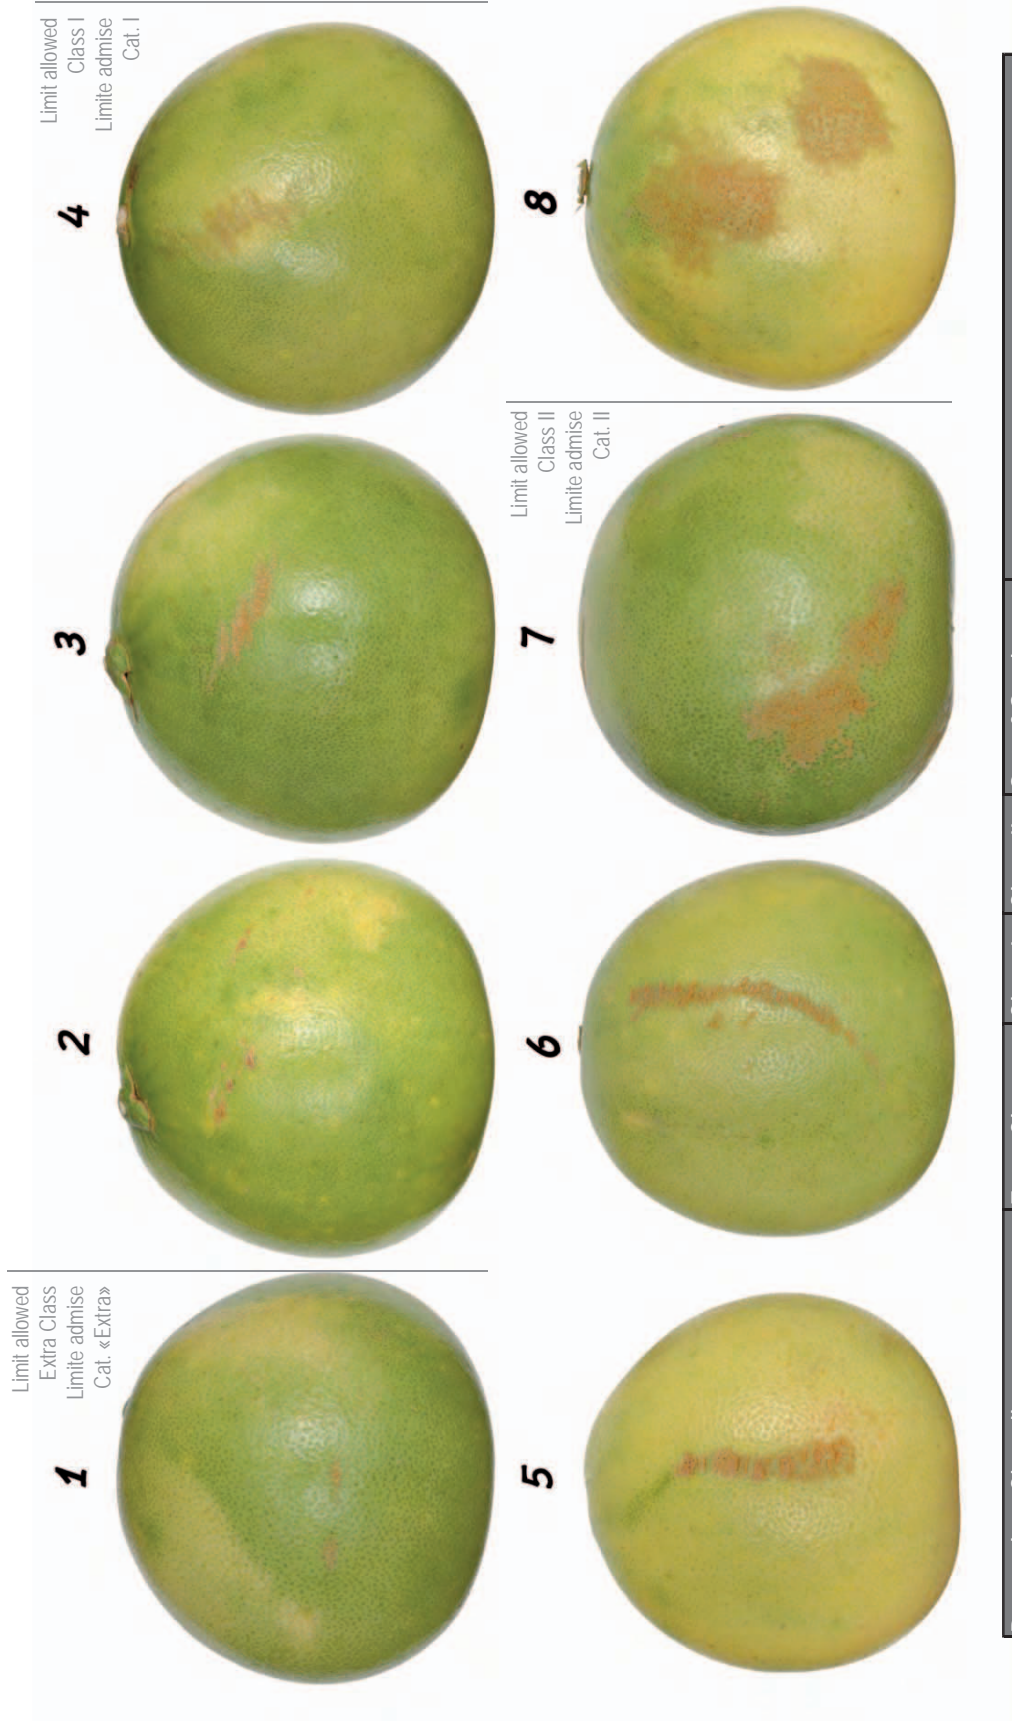 1
Limit allowed
Extra Class
Limite admise
Cat. «Extra»
2
3
4
Limit allowed
Class I
Limite admise
Cat. I
5
6
7
Limit allowed
Class II
Limite admise
Cat. II
8